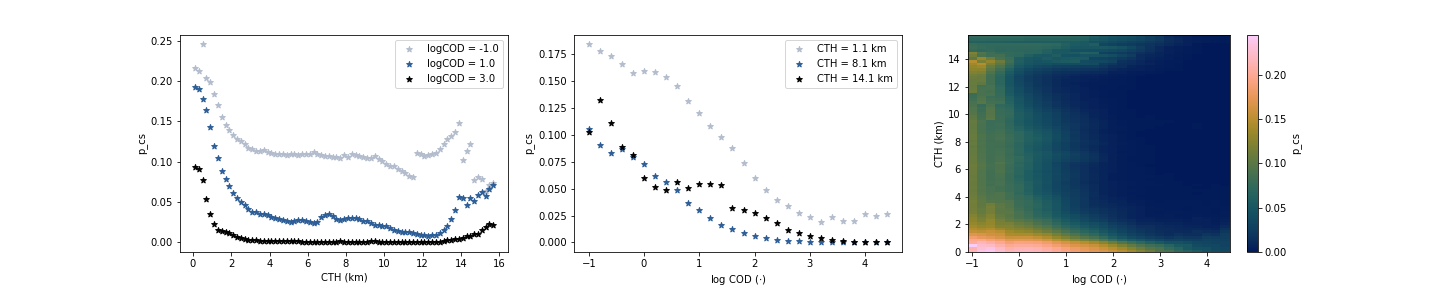 0.25
0.20
0.15
0.10
0.05
0.00
p_cs
0 2 4 6 8 10 12 14 16
CTH (km)
logCOD = -1.0
logCOD = 1.0
logCOD = 3.0
0.175
0.150
0.125
0.100
0.075
0.050
0.025
0.000
p_cs
−1 0 1 2 3 4
log COD (·)
CTH = 1.1 km
CTH = 8.1 km
CTH = 14.1 km
14
12
10
8
6
4
2
0
CTH (km)
−1 0 1 2 3 4
log COD (·)
0.20
0.15
0.10
0.05
0.00
p_cs